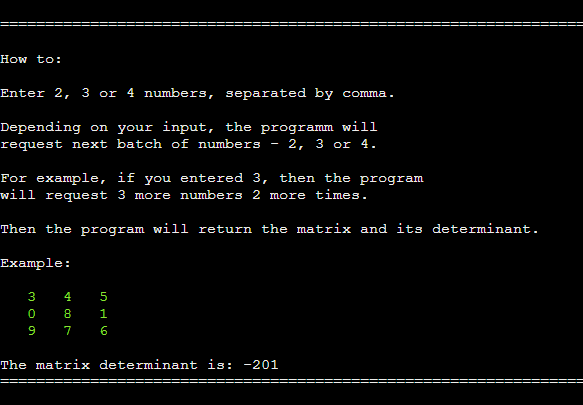 =================================================================
How to:
Enter 2, 3 or 4 numbers, separated by comma.
Depending on your input, the programm will
request next batch of numbers - 2, 3 or 4.
For example, if you entered 3, then the program
will request 3 more numbers 2 more times.
Then the program will return the matrix and its determinant.
Example:
3 4 5
0 8 1
9 7 6
The matrix determinant is: -201
=================================================================